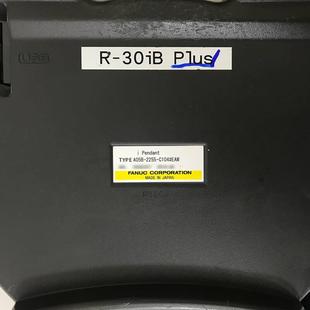 R-30iB Plus
i Pendant
TYPE A05B-2255-C104#EAW
FANUC CORPORATION
MADE IN JAPAN